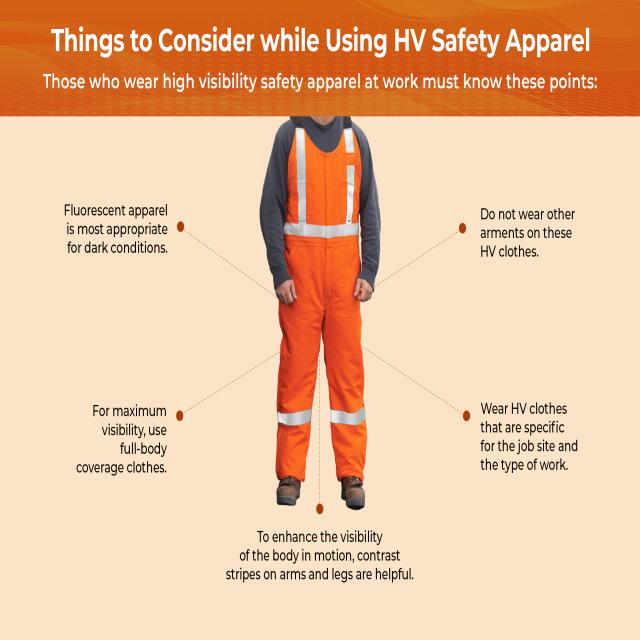 Things to Consider while Using HV Safety Apparel
Those who wear high visibility safety apparel at work must know these points:
Fluorescent apparel
is most appropriate
for dark conditions.
Do not wear other
arments on these
HV clothes.
For maximum
visibility, use
full-body
coverage clothes.
Wear HV clothes
that are specific
for the job site and
the type of work.
To enhance the visibility
of the body in motion, contrast
stripes on arms and legs are helpful.